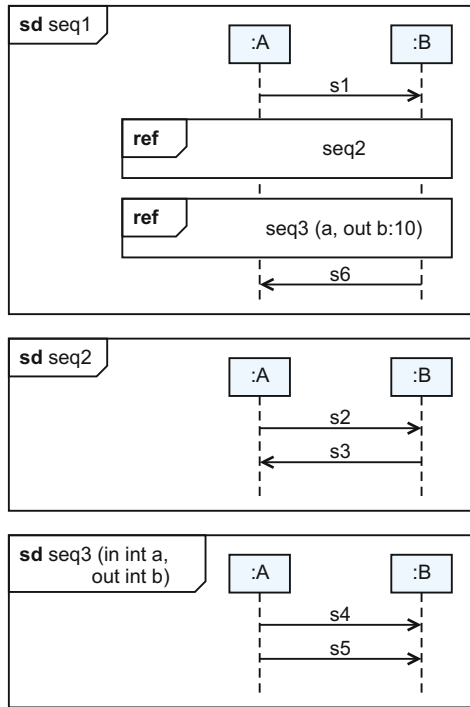 sd seq1
:A
:B
s1
ref
seq2
ref
seq3 (a, out b:10)
s6
sd seq2
:A
:B
s2
s3
sd seq3 (in int a,
out int b)
:A
:B
s4
s5